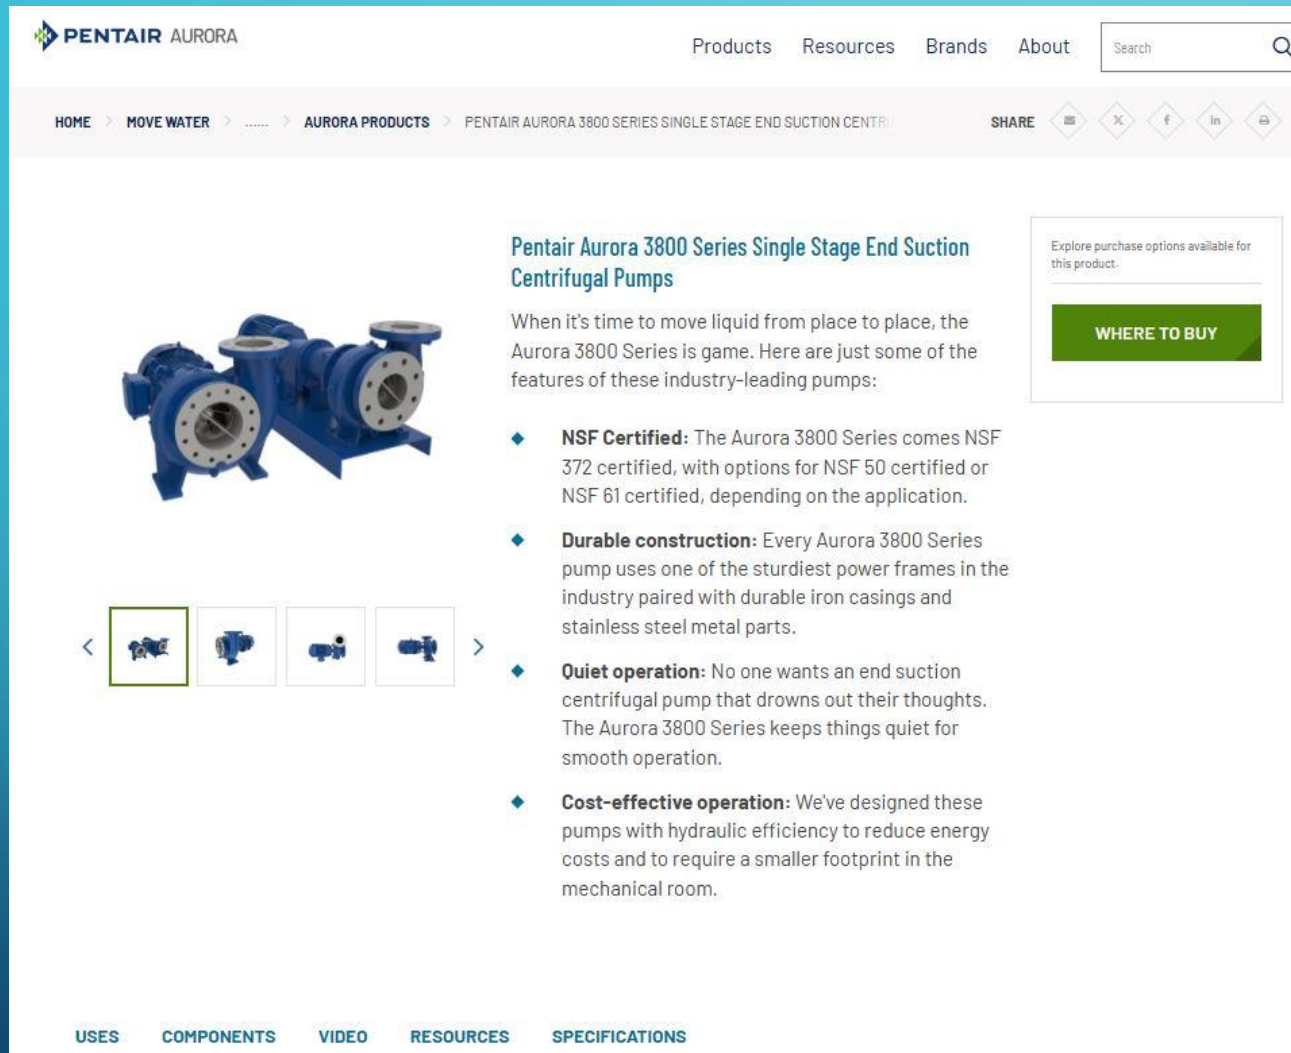 PENTAIR AURORA
Products Resources Brands About Search
HOME MOVE WATER ...... AURORA PRODUCTS PENTAIR AURORA 3800 SERIES SINGLE STAGE END SUCTION CENTRI
SHARE
Pentair Aurora 3800 Series Single Stage End Suction
Centrifugal Pumps
When it's time to move liquid from place to place, the
Aurora 3800 Series is game. Here are just some of the
features of these industry-leading pumps:
NSF Certified: The Aurora 3800 Series comes NSF
372 certified, with options for NSF 50 certified or
NSF 61 certified, depending on the application.
Durable construction: Every Aurora 3800 Series
pump uses one of the sturdiest power frames in the
industry paired with durable iron casings and
stainless steel metal parts.
Quiet operation: No one wants an end suction
centrifugal pump that drowns out their thoughts.
The Aurora 3800 Series keeps things quiet for
smooth operation.
Cost-effective operation: We've designed these
pumps with hydraulic efficiency to reduce energy
costs and to require a smaller footprint in the
mechanical room.
Explore purchase options available for
this product.
WHERE TO BUY
USES COMPONENTS VIDEO RESOURCES SPECIFICATIONS